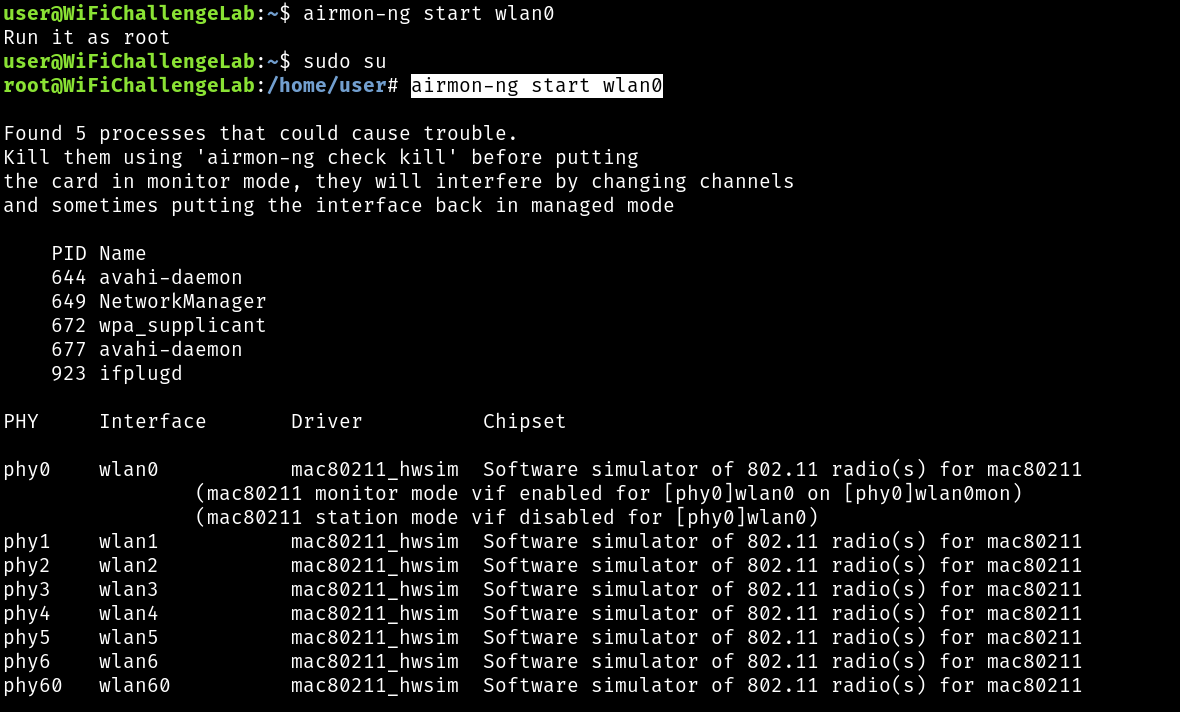 user@WiFiChallengeLab:~$ airmon-ng start wlan0
Run it as root
user@WiFiChallengeLab:~$ sudo su
root@WiFiChallengeLab:/home/user# airmon-ng start wlan0
Found 5 processes that could cause trouble.
Kill them using 'airmon-ng check kill' before putting
the card in monitor mode, they will interfere by changing channels
and sometimes putting the interface back in managed mode
PID Name
644 avahi-daemon
649 NetworkManager
672 wpa_supplicant
677 avahi-daemon
923 ifplugd
PHY Interface Driver Chipset
phy0 wlan0 mac80211_hwsim Software simulator of 802.11 radio(s) for mac80211
(mac80211 monitor mode vif enabled for [phy0]wlan0 on [phy0]wlan0mon)
(mac80211 station mode vif disabled for [phy0]wlan0)
phy1 wlan1 mac80211_hwsim Software simulator of 802.11 radio(s) for mac80211
phy2 wlan2 mac80211_hwsim Software simulator of 802.11 radio(s) for mac80211
phy3 wlan3 mac80211_hwsim Software simulator of 802.11 radio(s) for mac80211
phy4 wlan4 mac80211_hwsim Software simulator of 802.11 radio(s) for mac80211
phy5 wlan5 mac80211_hwsim Software simulator of 802.11 radio(s) for mac80211
phy6 wlan6 mac80211_hwsim Software simulator of 802.11 radio(s) for mac80211
phy60 wlan60 mac80211_hwsim Software simulator of 802.11 radio(s) for mac80211